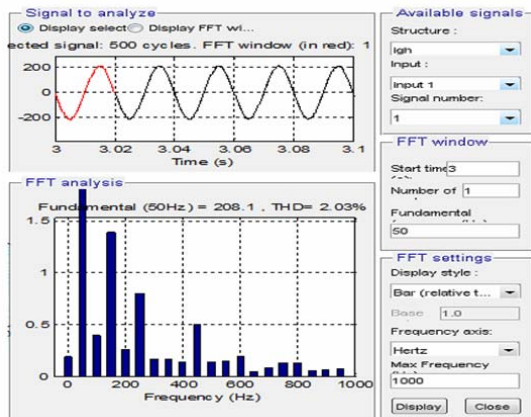 Signal to analyze
Display select Display FFT wi...
ected signal: 500 cycles. FFT window (in red): 1
200
0
-200
3 3.02 3.04 3.06 3.08 3.1
Time (s)
FFT analysis
Fundamental (50Hz) = 208.1 , THD= 2.03%
1.5
1
0.5
0
0 200 400 600 800 1000
Frequency (Hz)
Available signals
Structure :
Igh
Input :
input 1
Signal number:
1
FFT window
Start time 3
Number of 1
Fundamental
50
FFT settings
Display style :
Bar (relative t...
Base 1.0
Frequency axis:
Hertz
Max Frequency
1000
Display Close